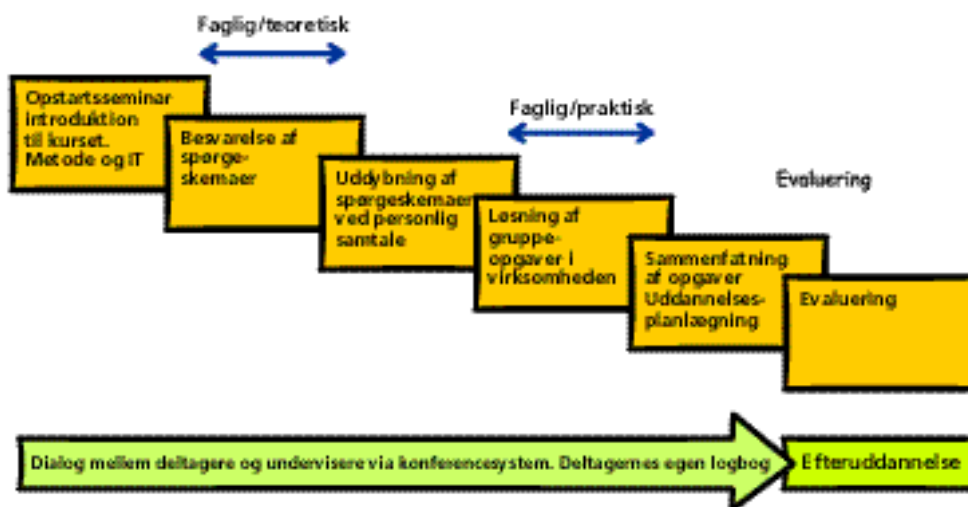 Faglig/teoretisk
Opstartsseminar
introduktion
til kurset.
Metode og IT
Besvarelse af
spørge-
skemaer
Uddybning af
spørgeskemaer
ved personlig
samtale
Faglig/praktisk
Løsning af
gruppe-
opgaver i
virksomheden
Sammenfatning
af opgaver
Uddannelses-
planlægning
Evaluering
Evaluering
Dialog mellem deltagere og undervisere via konferencesystem. Deltagernes egen logbog
Efteruddannelse